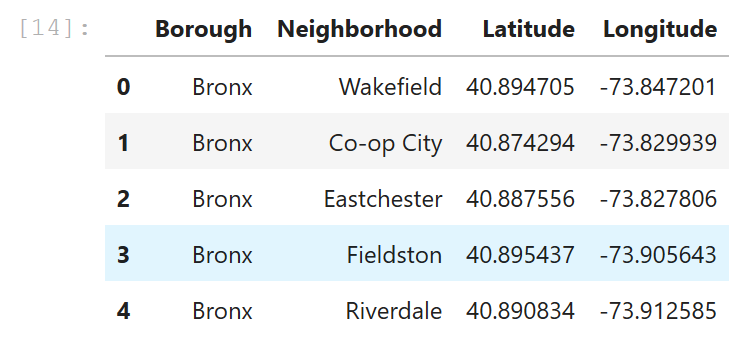 [14]:
Borough Neighborhood Latitude Longitude
0 Bronx Wakefield 40.894705 -73.847201
1 Bronx Co-op City 40.874294 -73.829939
2 Bronx Eastchester 40.887556 -73.827806
3 Bronx Fieldston 40.895437 -73.905643
4 Bronx Riverdale 40.890834 -73.912585